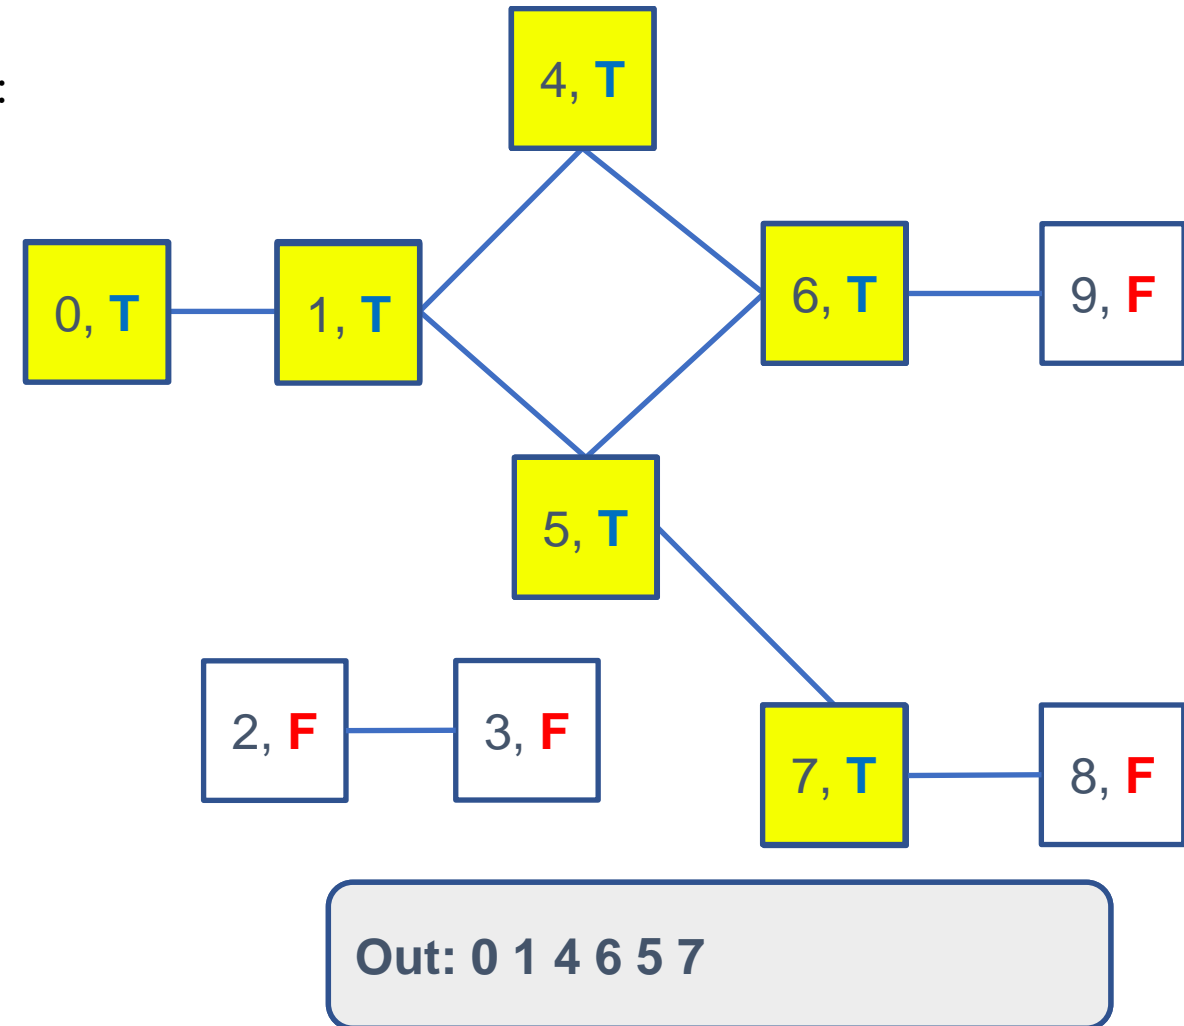 :
4, T
0, T
1, T
6, T
9, F
5, T
2, F
3, F
7, T
8, F
Out: 0 1 4 6 5 7